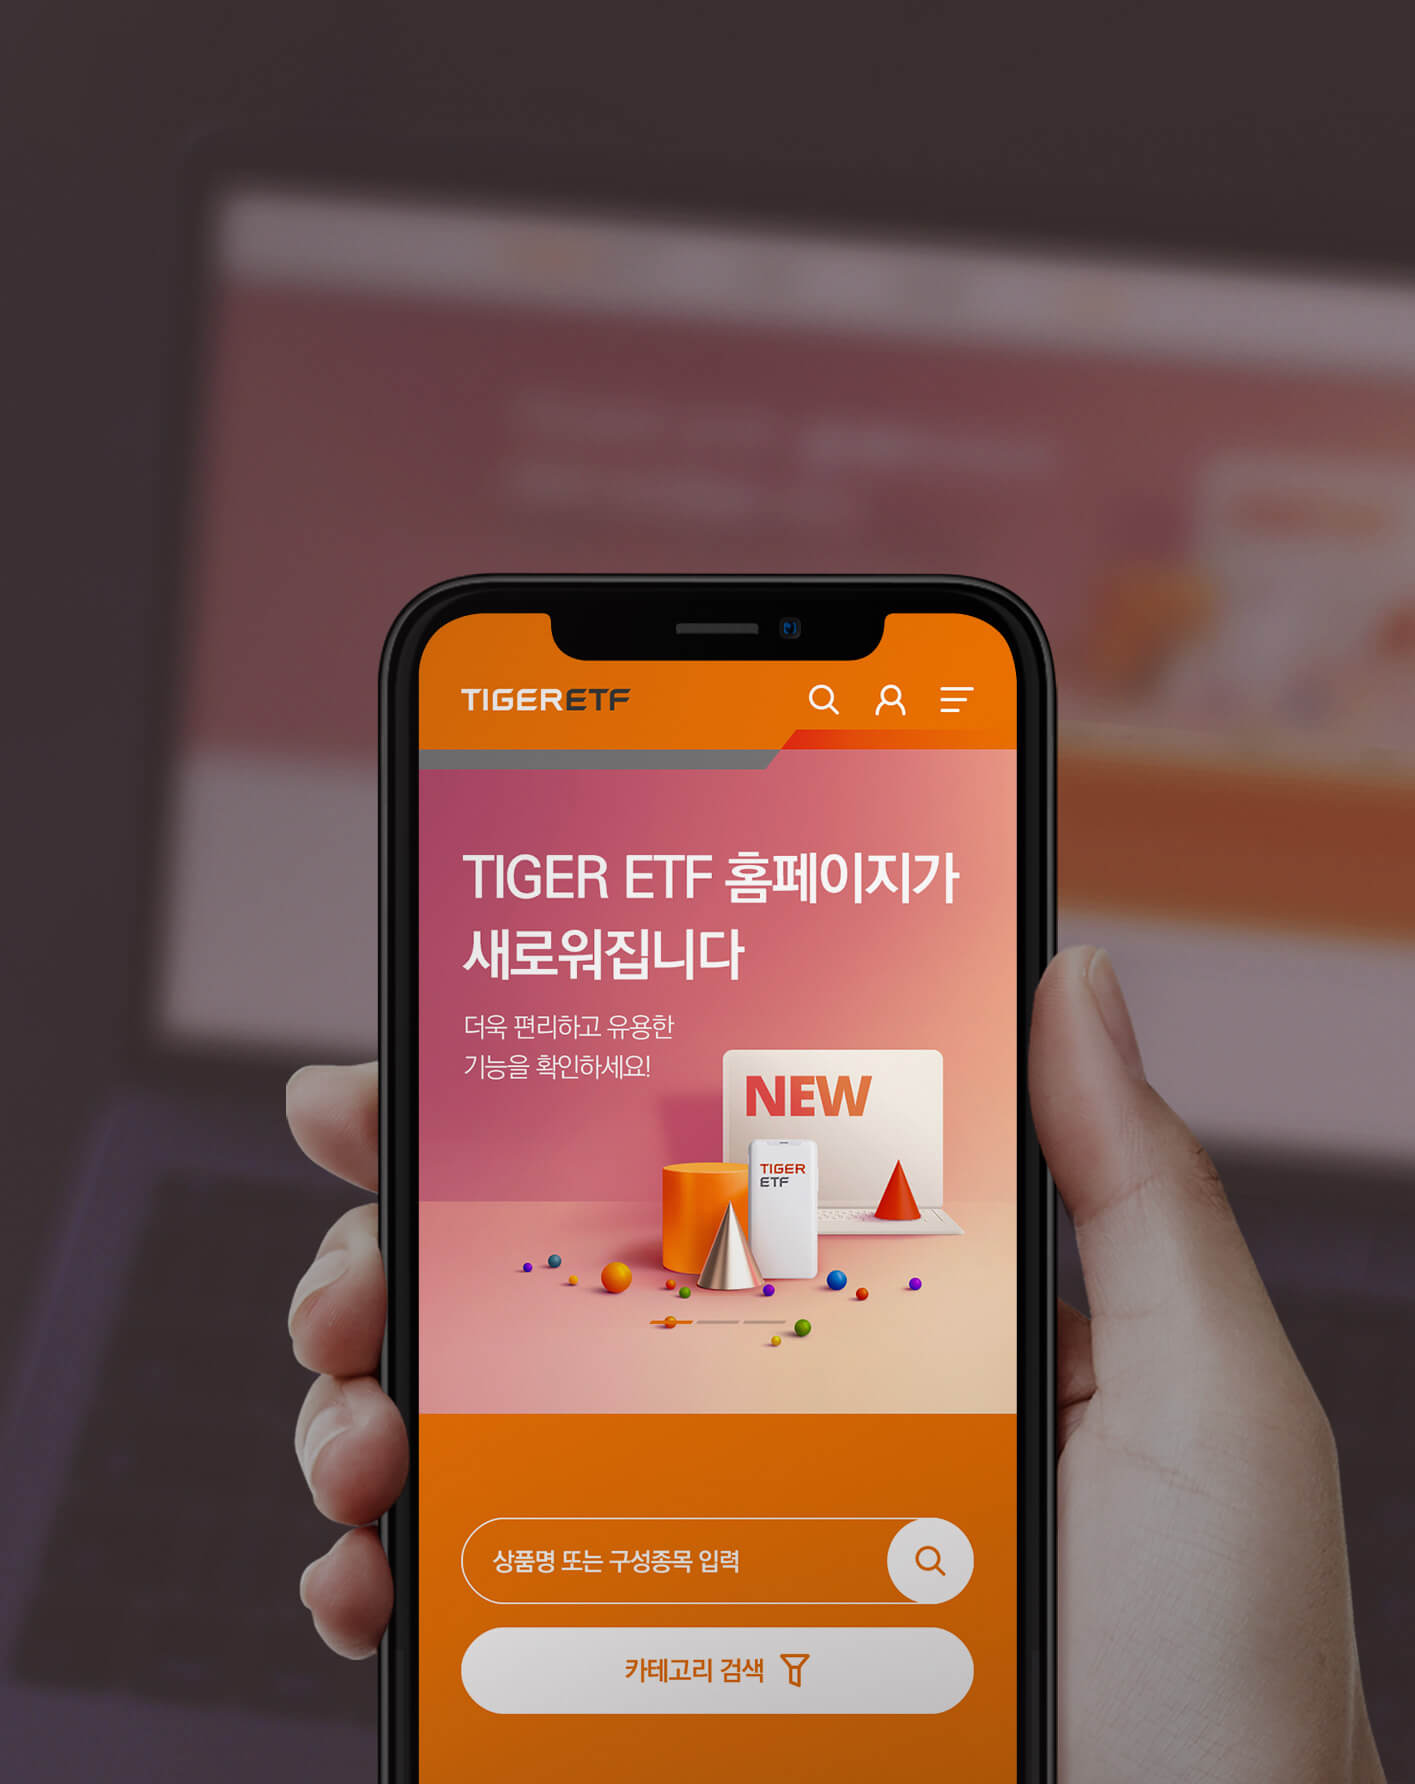 TIGERETF
TIGER ETF 홈페이지가
새로워집니다
더욱 편리하고 유용한
기능을 확인하세요!
NEW
TIGER
ETF
상품명 또는 구성종목 입력
카테고리 검색